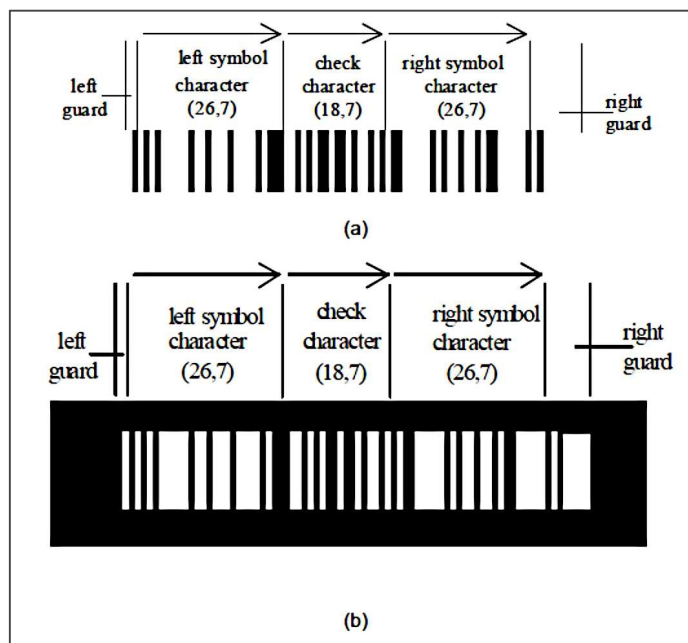 left symbol character (26,7)
check character (18,7)
right symbol character (26,7)
left guard
right guard
(a)
left symbol character (26,7)
check character (18,7)
right symbol character (26,7)
left guard
right guard
(b)